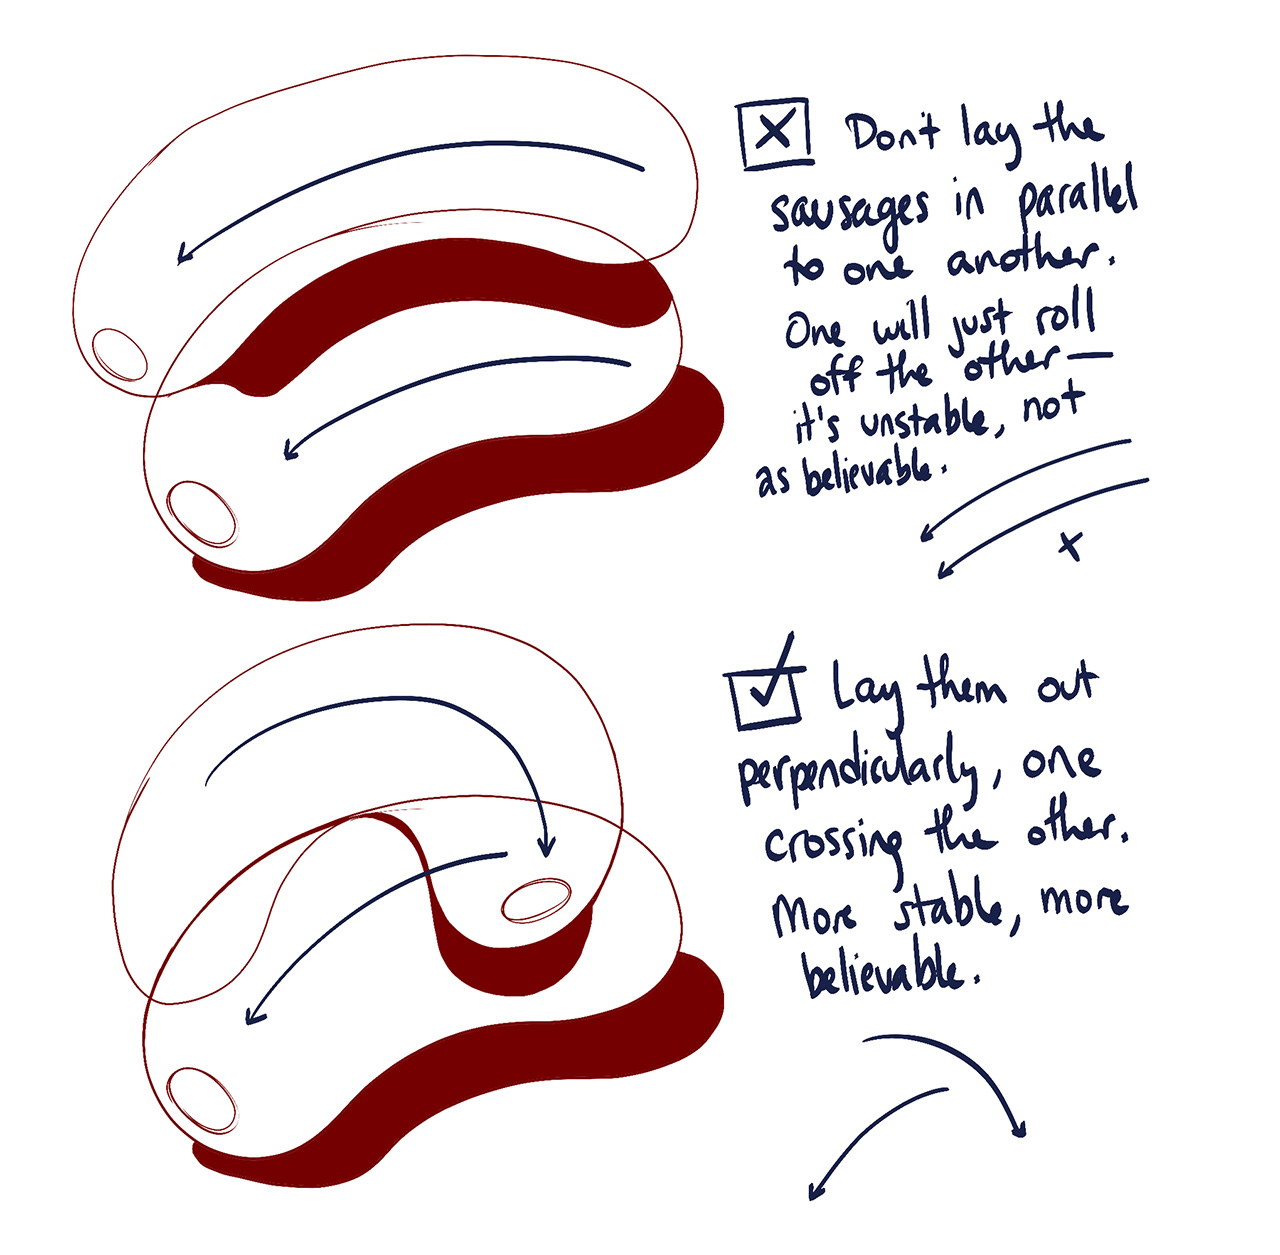 Don't lay the
sausages in parallel
to one another.
One will just roll
off the other—
it's unstable, not
as believable.
x
Lay them out
perpendicularly, one
crossing the other.
More stable, more
believable.